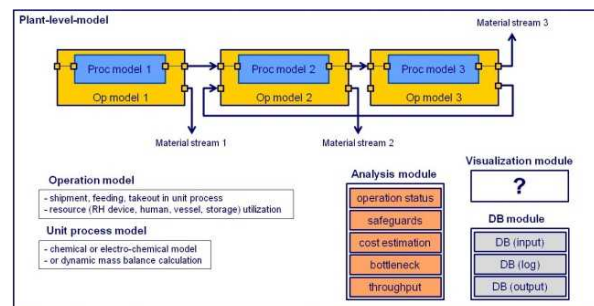 Plant-level-model
Material stream 3
Proc model 1
Proc model 2
Proc model 3
Op model 1
Op model 2
Op model 3
Material stream 1
Material stream 2
Operation model
- shipment, feeding, takeout in unit process
- resource (RH device, human, vessel, storage) utilization
Unit process model
- chemical or electro-chemical model
- or dynamic mass balance calculation
Analysis module
operation status
safeguards
cost estimation
bottleneck
throughput
Visualization module
?
DB module
DB (input)
DB (log)
DB (output)